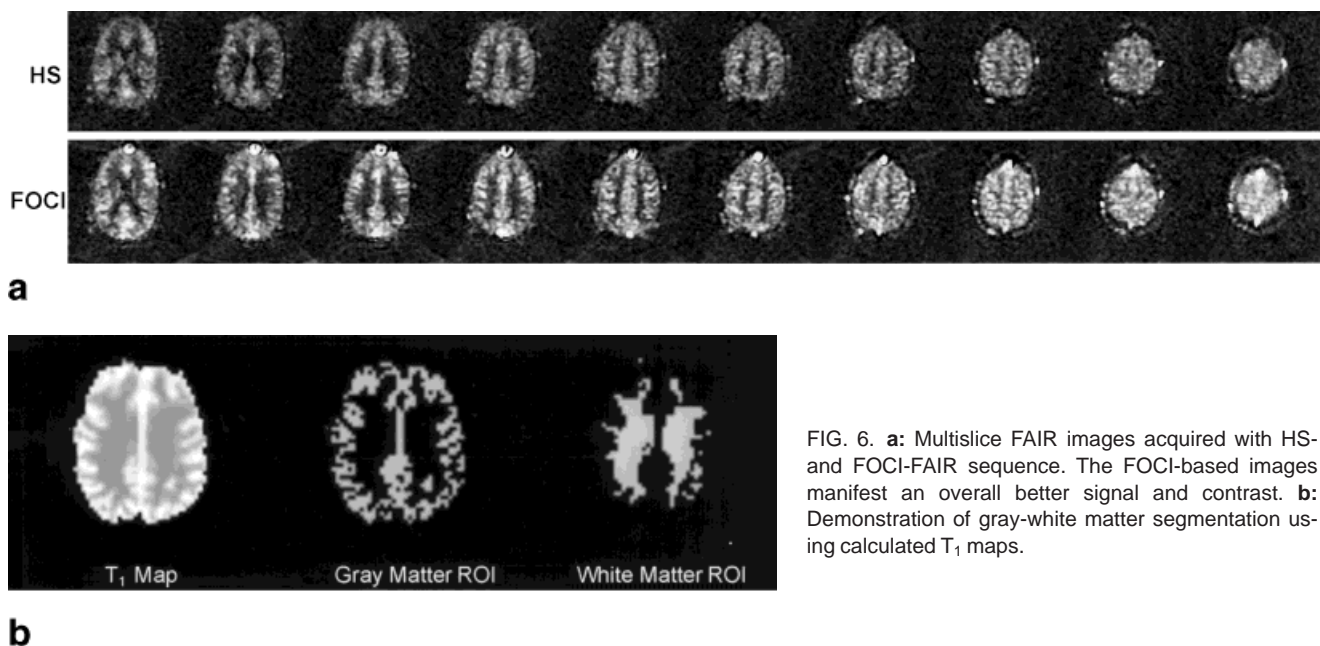 HS
FOCI
a
T₁ Map Gray Matter ROI White Matter ROI
b
FIG. 6. a: Multislice FAIR images acquired with HS-
and FOCI-FAIR sequence. The FOCI-based images
manifest an overall better signal and contrast. b:
Demonstration of gray-white matter segmentation us-
ing calculated T₁ maps.